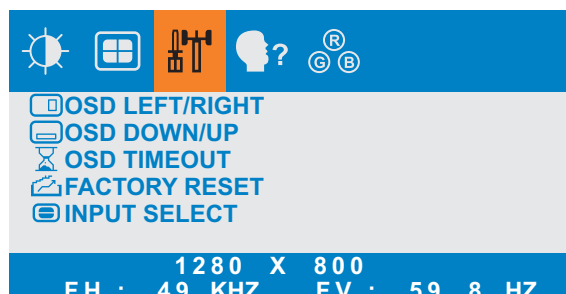 ?
R
G B
OSD LEFT/RIGHT
OSD DOWN/UP
OSD TIMEOUT
FACTORY RESET
INPUT SELECT
1280 X 800
FH : 49 KHZ FV : 59.8 HZ